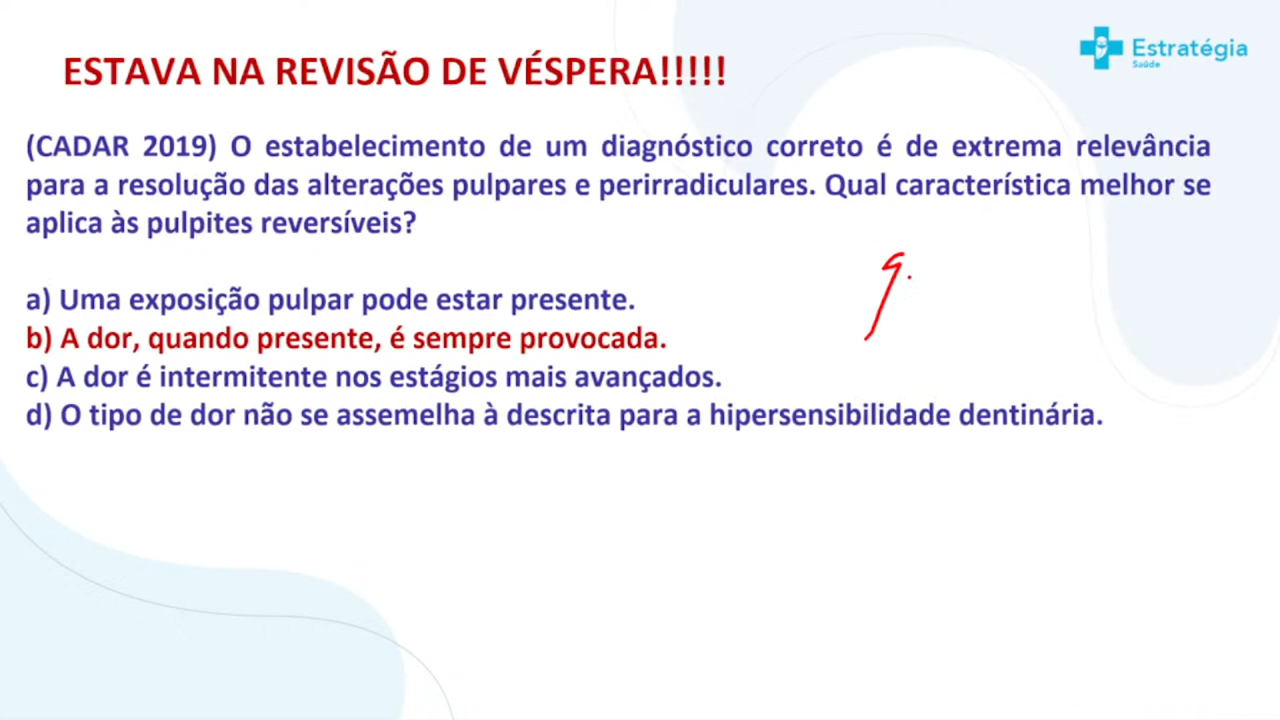 Estratégia
Saúde
ESTAVA NA REVISÃO DE VÉSPERA!!!!!
(CADAR 2019) O estabelecimento de um diagnóstico correto é de extrema relevância
para a resolução das alterações pulpares e perirradiculares. Qual característica melhor se
aplica às pulpites reversíveis?
a) Uma exposição pulpar pode estar presente.
b) A dor, quando presente, é sempre provocada.
c) A dor é intermitente nos estágios mais avançados.
d) O tipo de dor não se assemelha à descrita para a hipersensibilidade dentinária.